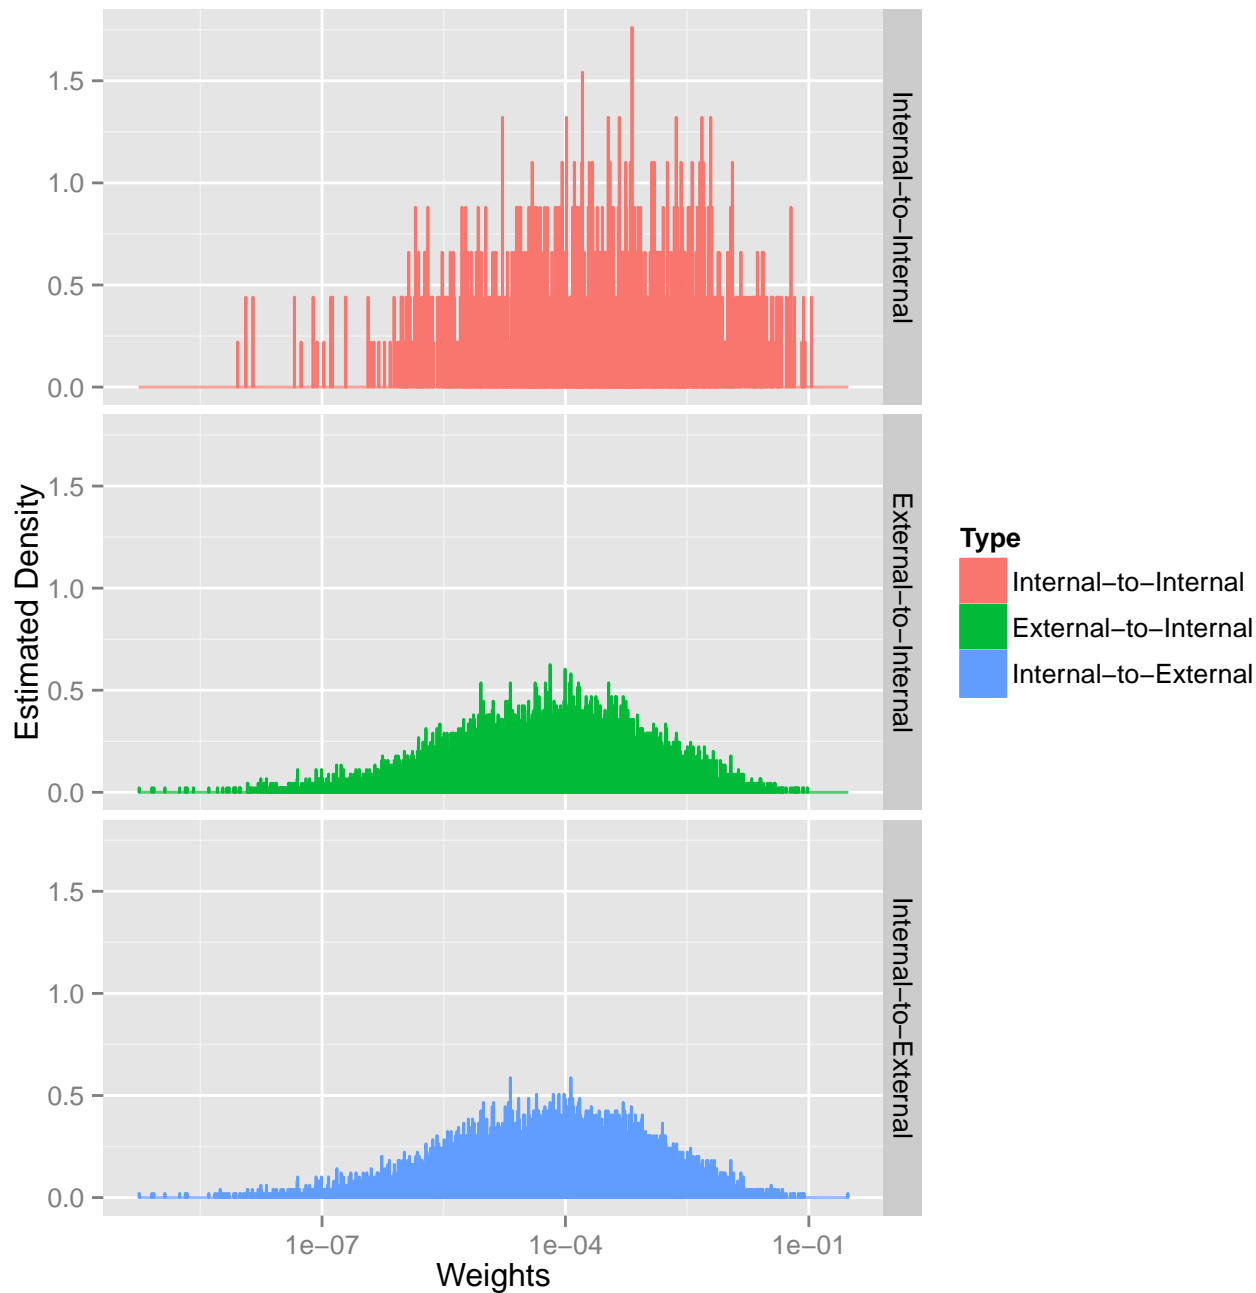 1.5
1.0
0.5
0.0
Internal−to−Internal
Estimated Density
1.5
1.0
0.5
0.0
External−to−Internal
1.5
1.0
0.5
0.0
Internal−to−External
1e−07
1e−04
1e−01
Weights
Type
Internal−to−Internal
External−to−Internal
Internal−to−External